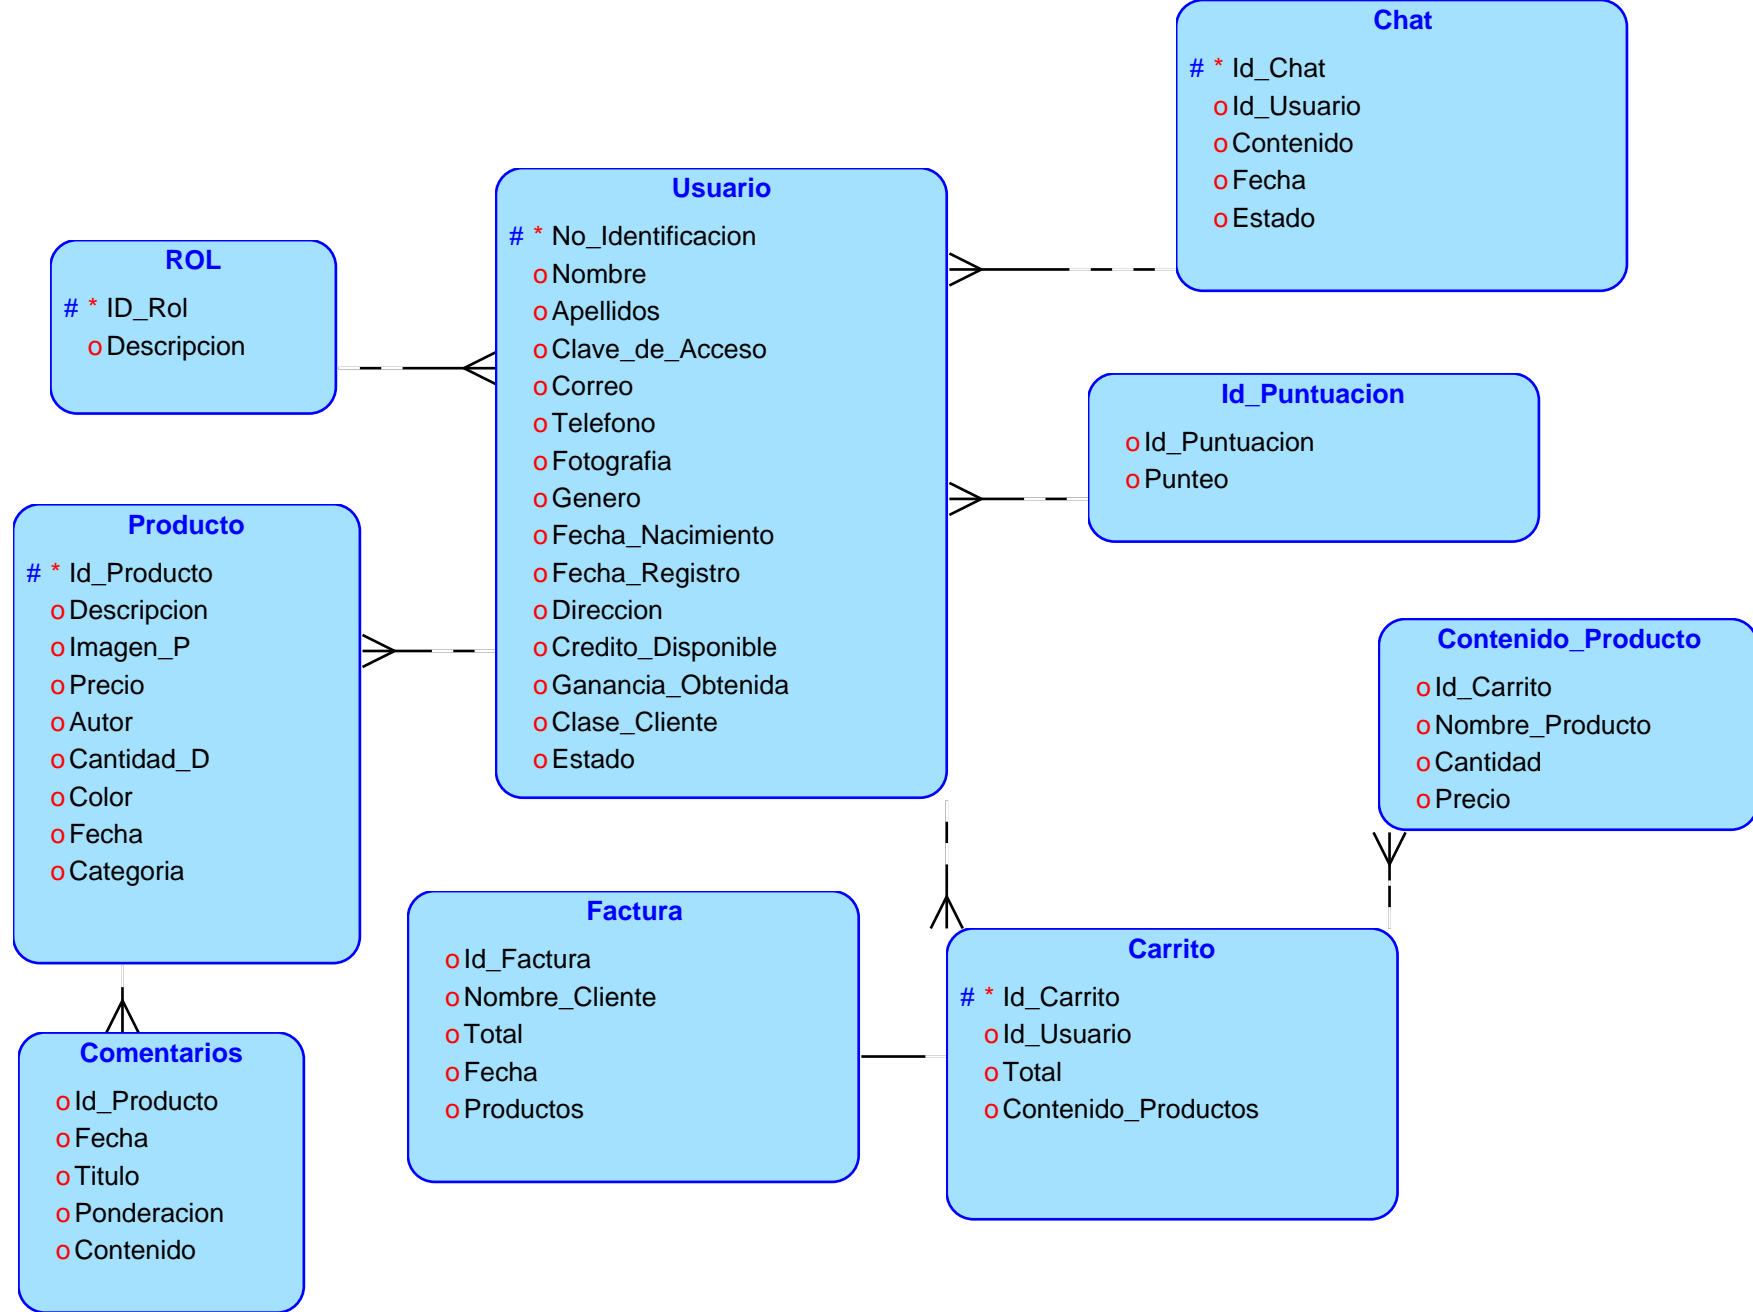 Chat
# * Id_Chat
o Id_Usuario
o Contenido
o Fecha
o Estado
Usuario
# * No_Identificacion
o Nombre
o Apellidos
o Clave_de_Acceso
o Correo
o Telefono
o Fotografia
o Genero
o Fecha_Nacimiento
o Fecha_Registro
o Direccion
o Credito_Disponible
o Ganancia_Obtenida
o Clase_Cliente
o Estado
ROL
# * ID_Rol
o Descripcion
Id_Puntuacion
o Id_Puntuacion
o Punteo
Producto
# * Id_Producto
o Descripcion
o Imagen_P
o Precio
o Autor
o Cantidad_D
o Color
o Fecha
o Categoria
Contenido_Producto
o Id_Carrito
o Nombre_Producto
o Cantidad
o Precio
Factura
o Id_Factura
o Nombre_Cliente
o Total
o Fecha
o Productos
Carrito
# * Id_Carrito
o Id_Usuario
o Total
o Contenido_Productos
Comentarios
o Id_Producto
o Fecha
o Titulo
o Ponderacion
o Contenido